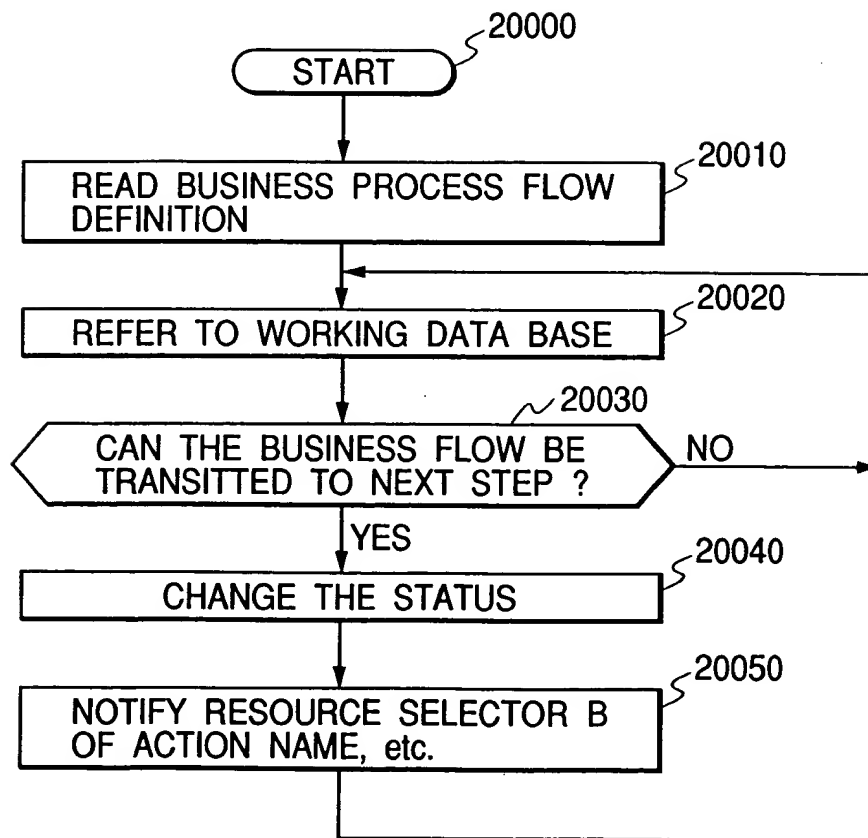 20000
START
20010
READ BUSINESS PROCESS FLOW
DEFINITION
20020
REFER TO WORKING DATA BASE
20030
CAN THE BUSINESS FLOW BE
TRANSITTED TO NEXT STEP ?
NO
YES
20040
CHANGE THE STATUS
20050
NOTIFY RESOURCE SELECTOR B
OF ACTION NAME, etc.